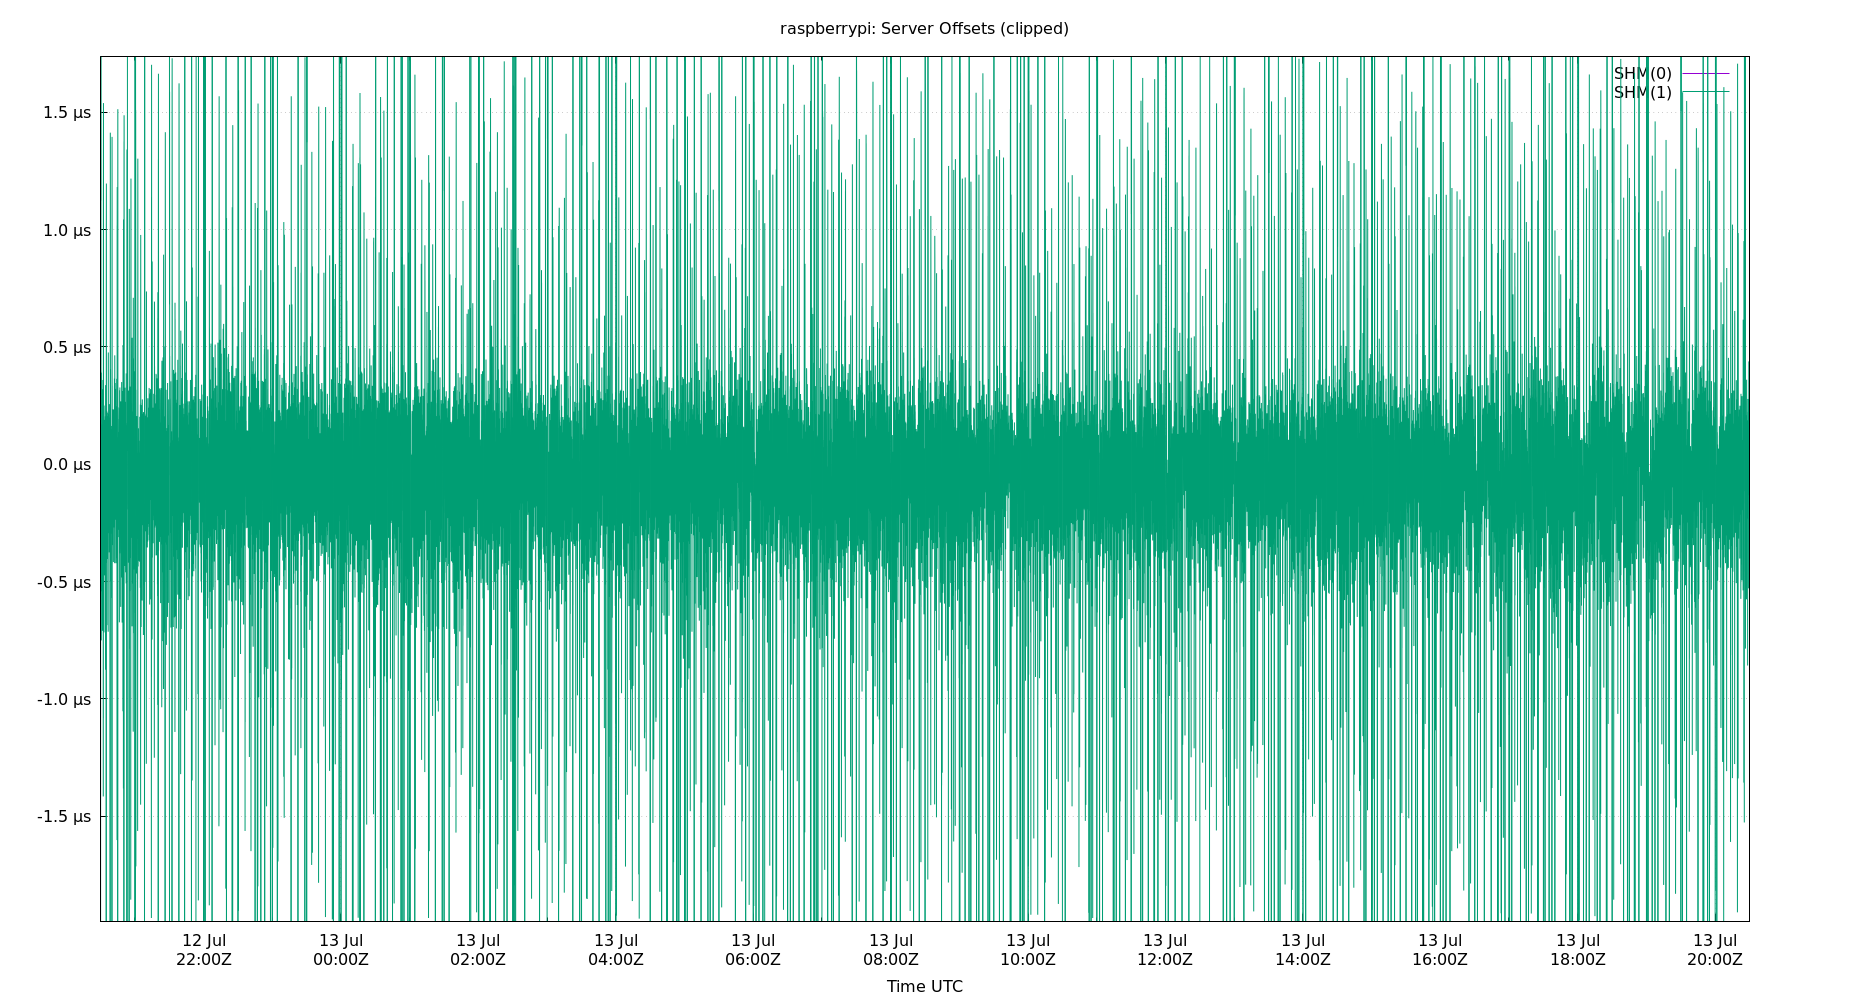 raspberrypi: Server Offsets (clipped)
SHM(0)
SHM(1)
1.5 µs
1.0 µs
0.5 µs
0.0 µs
-0.5 µs
-1.0 µs
-1.5 µs
12 Jul 13 Jul 13 Jul 13 Jul 13 Jul 13 Jul 13 Jul 13 Jul 13 Jul 13 Jul 13 Jul 13 Jul
22:00Z 00:00Z 02:00Z 04:00Z 06:00Z 08:00Z 10:00Z 12:00Z 14:00Z 16:00Z 18:00Z 20:00Z
Time UTC